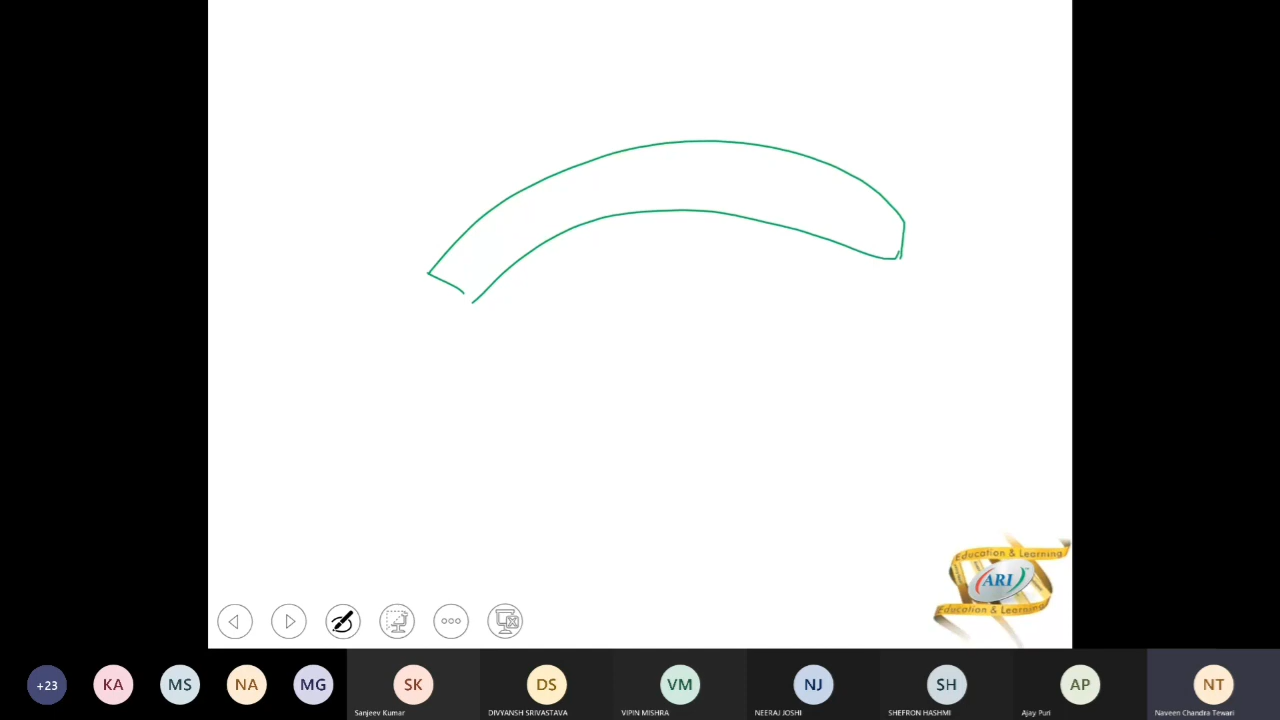 Education & Learning
ARI
Education & Learning
+23
KA
MS
NA
MG
SK
DS
VM
NJ
SH
AP
NT
Sanjeev Kumar
DIVYANSH SRIVASTAVA
VIPIN MISHRA
NEERAJ JOSHI
SHEFRON HASHMI
Ajay Puri
Naveen Chandra Tewari